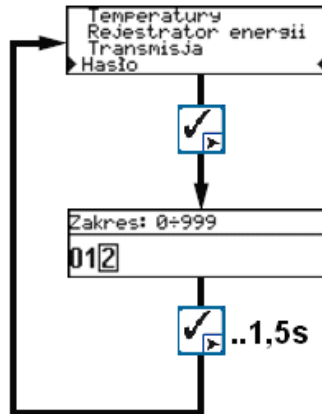 Temperatury
Rejestrator energii
Transmisja
Hasło
Zakres: 0÷999
012
..1,5s